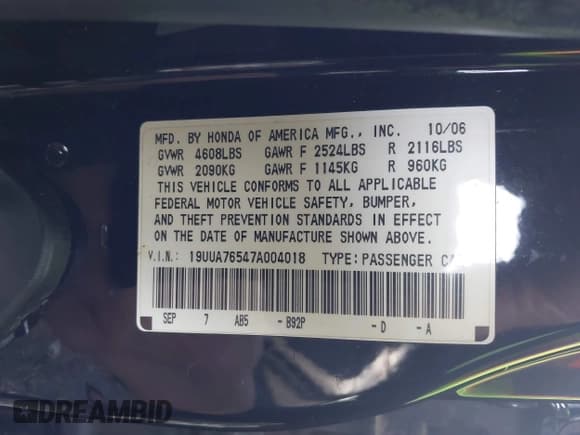 MFD. BY HONDA OF AMERICA MFG., INC. 10/06
GVWR 4608LBS GAWR F 2524LBS R 2116LBS
GVWR 2090KG GAWR F 1145KG R 960KG
THIS VEHICLE CONFORMS TO ALL APPLICABLE
FEDERAL MOTOR VEHICLE SAFETY, BUMPER,
AND THEFT PREVENTION STANDARDS IN EFFECT
ON THE DATE OF MANUFACTURE SHOWN ABOVE.
V.I.N.: 19UUA76547A004018 TYPE: PASSENGER
SEP 7 AB5 - B92P - D - A
DREAMBID